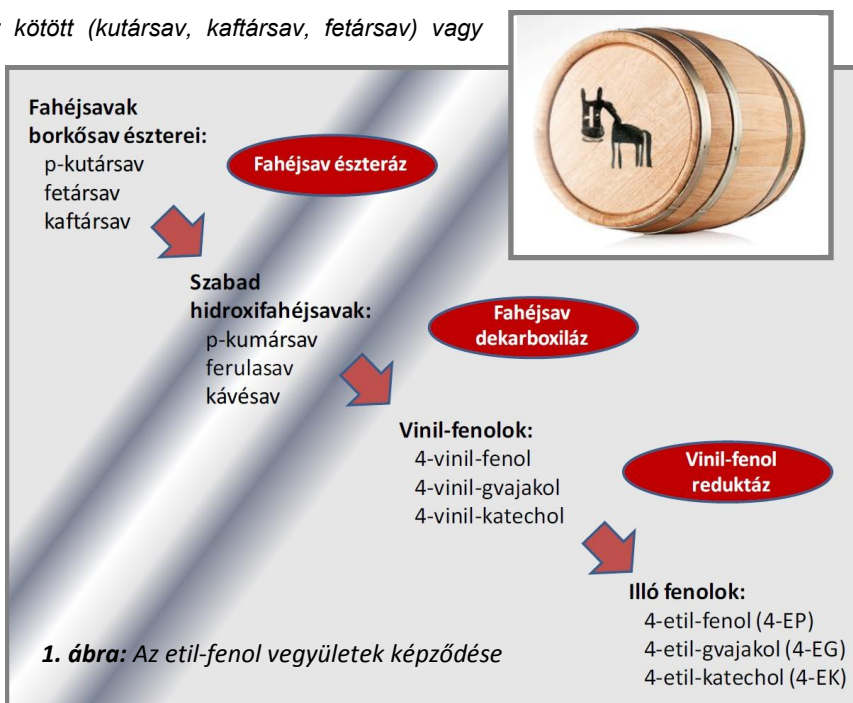 kötött (kutársav, kaftársav, fetársav) vagy
Fahéjsavak
borkősav észterei:
p-kutársav
fetársav
kaftársav
Fahéjsav észteráz
Szabad
hidroxifahéjsavak:
p-kumársav
ferulasav
kávésav
Fahéjsav
dekarboxiláz
Vinil-fenolok:
4-vinil-fenol
4-vinil-gvajakol
4-vinil-katechol
Vinil-fenol
reduktáz
Illó fenolok:
4-etil-fenol (4-EP)
4-etil-gvajakol (4-EG)
4-etil-katechol (4-EK)
1. ábra: Az etil-fenol vegyületek képződése